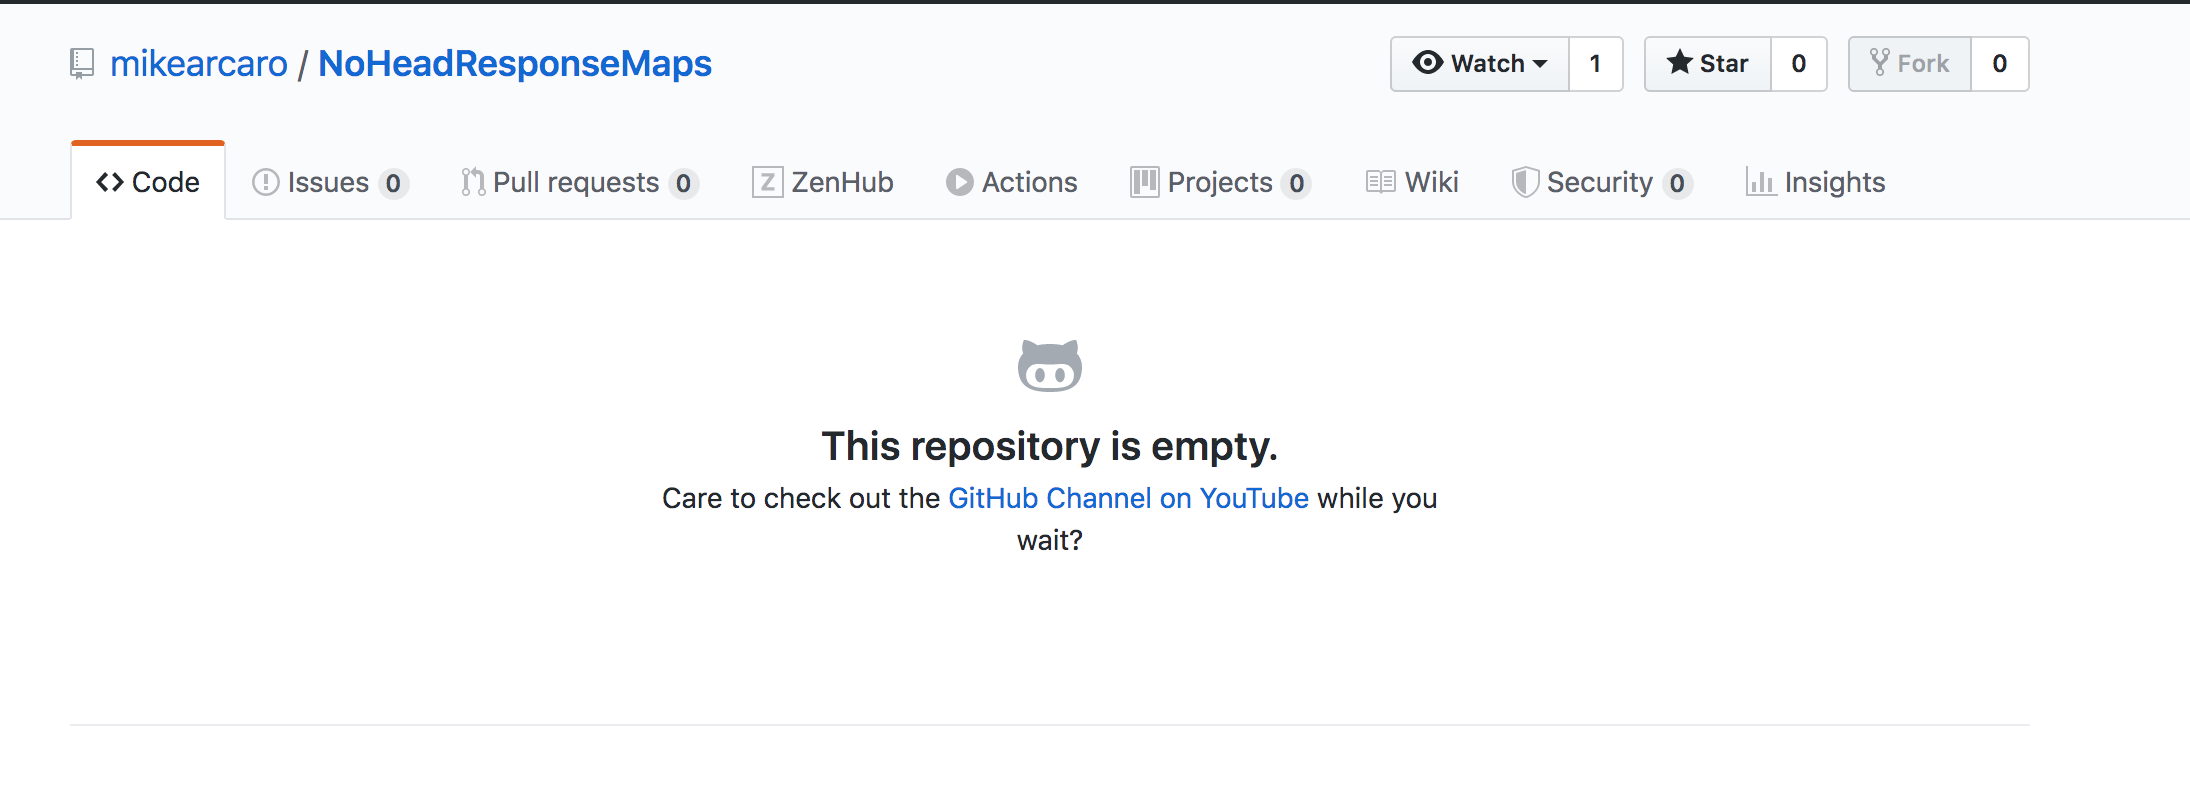 mikearcaro / NoHeadResponseMaps
Watch 1 Star 0 Fork 0
Code Issues 0 Pull requests 0 Z ZenHub Actions Projects 0 Wiki Security 0 Insights
This repository is empty.
Care to check out the GitHub Channel on YouTube while you
wait?